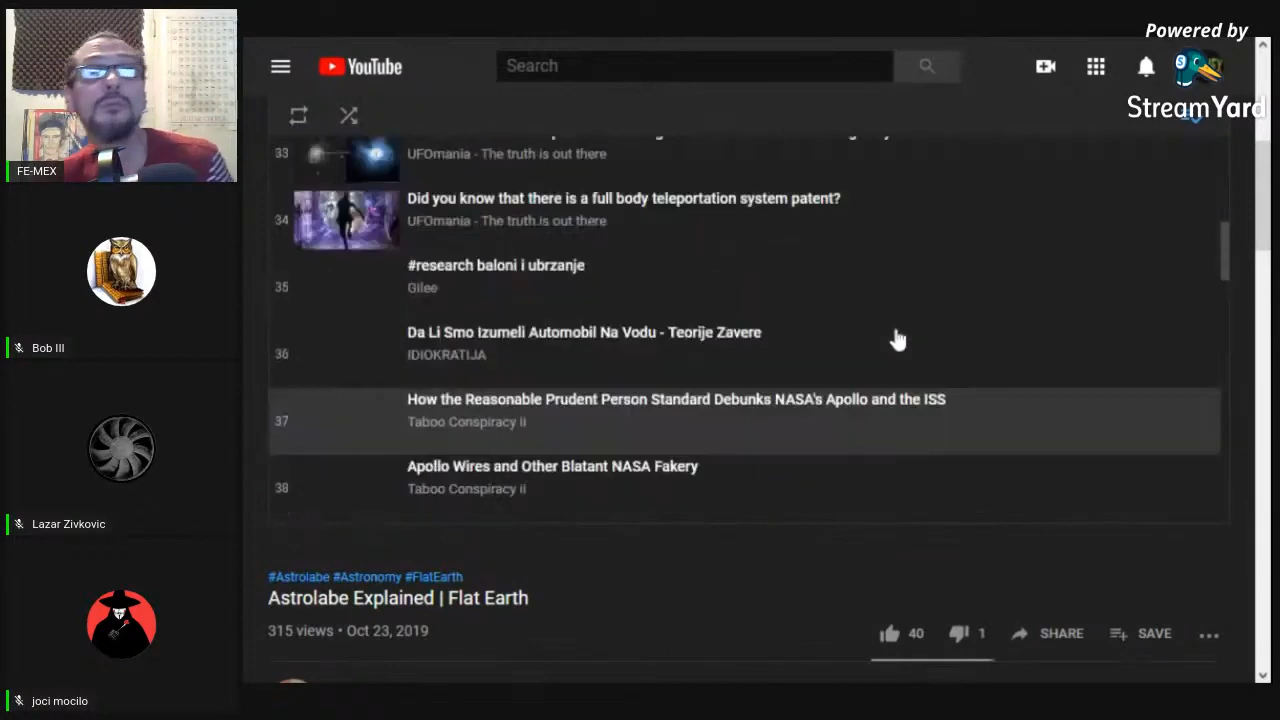 Powered by
StreamYard
YouTube
Search
33
UFOmania - The truth is out there
34
Did you know that there is a full body teleportation system patent?
UFOmania - The truth is out there
35
#research baloni i ubrzanje
Gilee
36
Da Li Smo Izumeli Automobil Na Vodu - Teorije Zavere
IDIOKRATIJA
37
How the Reasonable Prudent Person Standard Debunks NASA's Apollo and the ISS
Taboo Conspiracy ii
38
Apollo Wires and Other Blatant NASA Fakery
Taboo Conspiracy ii
#Astrolabe #Astronomy #FlatEarth
Astrolabe Explained | Flat Earth
315 views • Oct 23, 2019
40
1
SHARE
SAVE
FE-MEX
Bob III
Lazar Zivkovic
joci mocilo